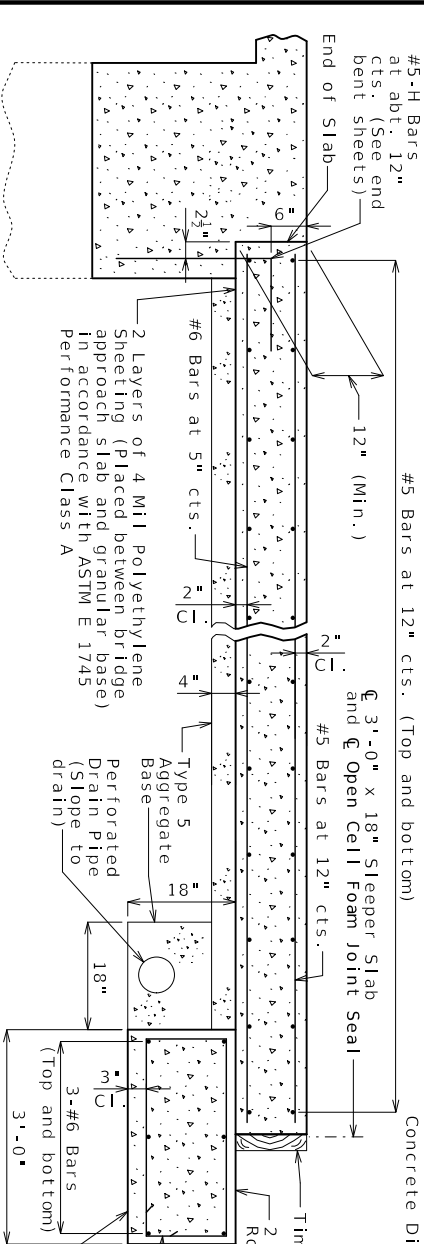 #5-H Bars
at abt. 12"
cts. (See end
bent sheets)
End of Slab
6"
2½"
12" (Min.)
#5 Bars at 12" cts. (Top and bottom)
#6 Bars at 5" cts.
2 Layers of 4 Mil Polyethylene
Sheeting (Placed between bridge
approach slab and granular base)
in accordance with ASTM E 1745
Performance Class A
2"
Cl.
2"
Cl.
4"
#5 Bars at 12" cts.
℄ 3'-0" x 18" Sleeper Slab
and ℄ Open Cell Foam Joint Seal
Type 5
Aggregate
Base
Perforated
Drain Pipe
(Slope to
drain)
18"
18"
3"
Cl.
3-#6 Bars
(Top and bottom)
3'-0"
Concrete
2